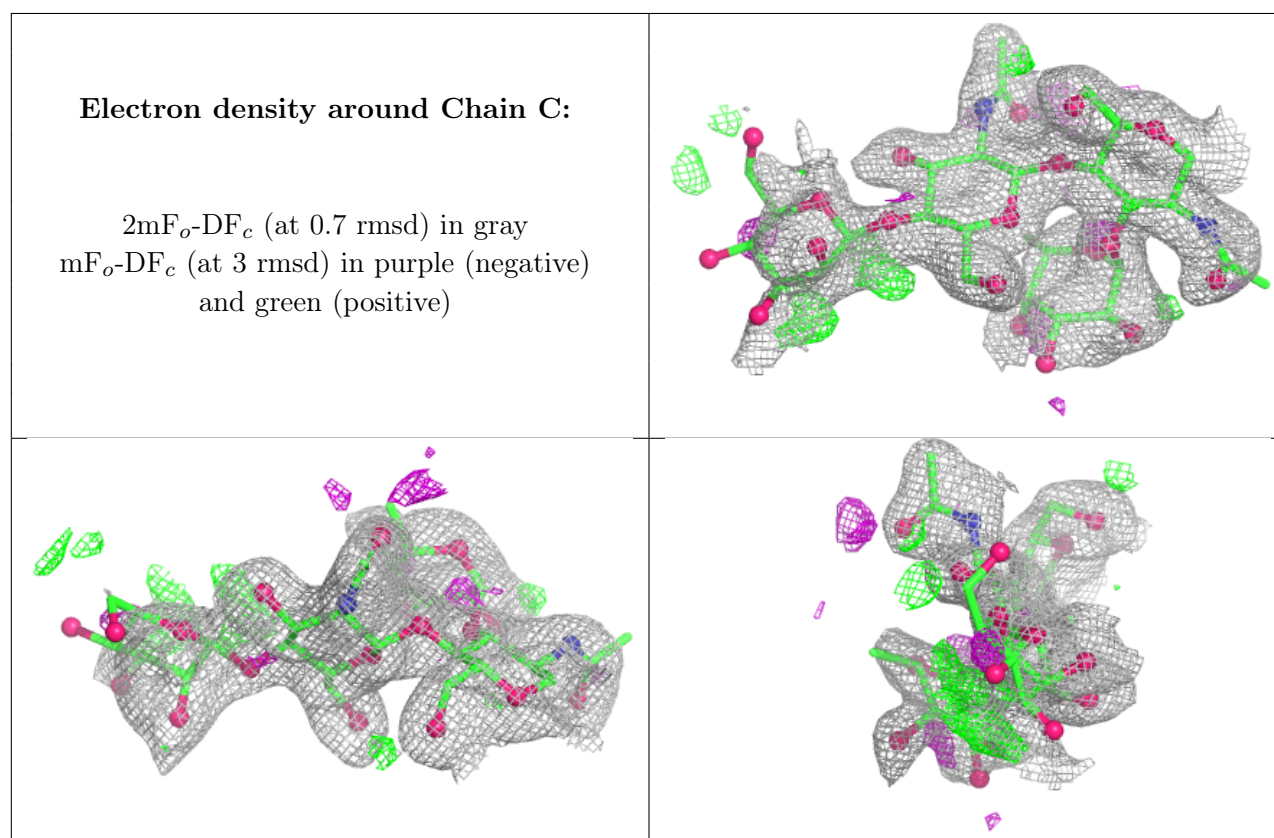 Electron density around Chain C:
2mFo-DFc (at 0.7 rmsd) in gray
mFo-DFc (at 3 rmsd) in purple (negative)
and green (positive)